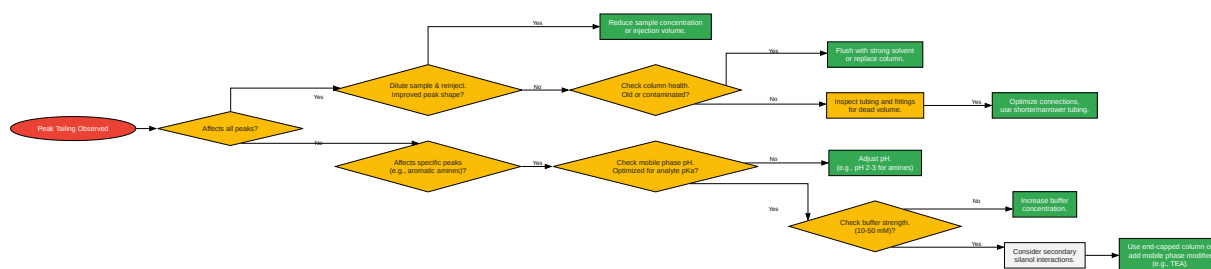 Yes
Reduce sample concentration
or injection volume.
Yes
Flush with strong solvent
or replace column.
Dilute sample & reinject.
Improved peak shape?
No
Check column health.
Old or contaminated?
Yes
No
Inspect tubing and fittings
for dead volume.
Yes
Optimize connections,
use shorter/narrower tubing.
Peak Tailing Observed
Affects all peaks?
No
Affects specific peaks
(e.g., aromatic amines)?
Yes
Check mobile phase pH.
Optimized for analyte pKa?
No
Adjust pH.
(e.g., pH 2-3 for amines)
Yes
Check buffer strength.
(10-50 mM)?
No
Increase buffer
concentration.
Yes
Consider secondary
silanol interactions.
Use end-capped column o
add mobile phase modifie
(e.g., TEA).